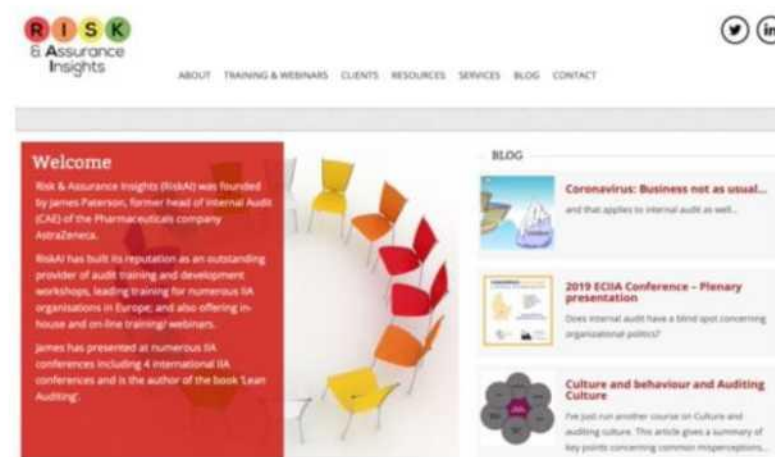 RISK
& Assurance
Insights
ABOUT TRAINING & WEBINARS CLIENTS RESOURCES SERVICES BLOG CONTACT
Welcome
Risk & Assurance Insights (RiskAI) was founded
by James Paterson, former head of Internal Audit
(CAE) of the Pharmaceuticals company
AstraZeneca.
RiskAI has built its reputation as an outstanding
provider of audit training and development
workshops, leading training for numerous IIA
organisations in Europe; and also offering in-
house and on-line training/ webinars.
James has presented at numerous IIA
conferences including 4 international IIA
conferences and is the author of the book 'Lean
Auditing'.
BLOG
Coronavirus: Business not as usual...
and that applies to internal audit as well...
2019 ECIIA Conference – Plenary
presentation
Does internal audit have a blind spot concerning
organizational politics?
Culture and behaviour and Auditing
Culture
I've just run another course on Culture and
auditing culture. This article gives a summary of
key points concerning common misperceptions,...